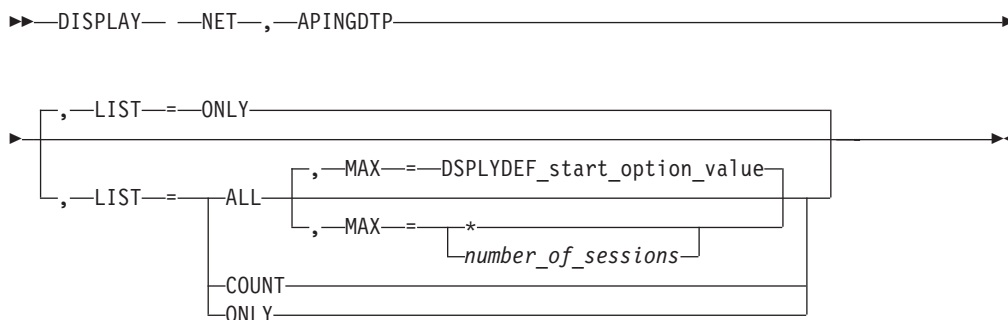 DISPLAY NET , APINGDTP
, LIST = ONLY
, LIST = ALL , MAX = DSPLYDEF_start_option_value
, MAX = *
number_of_sessions
COUNT
ONLY